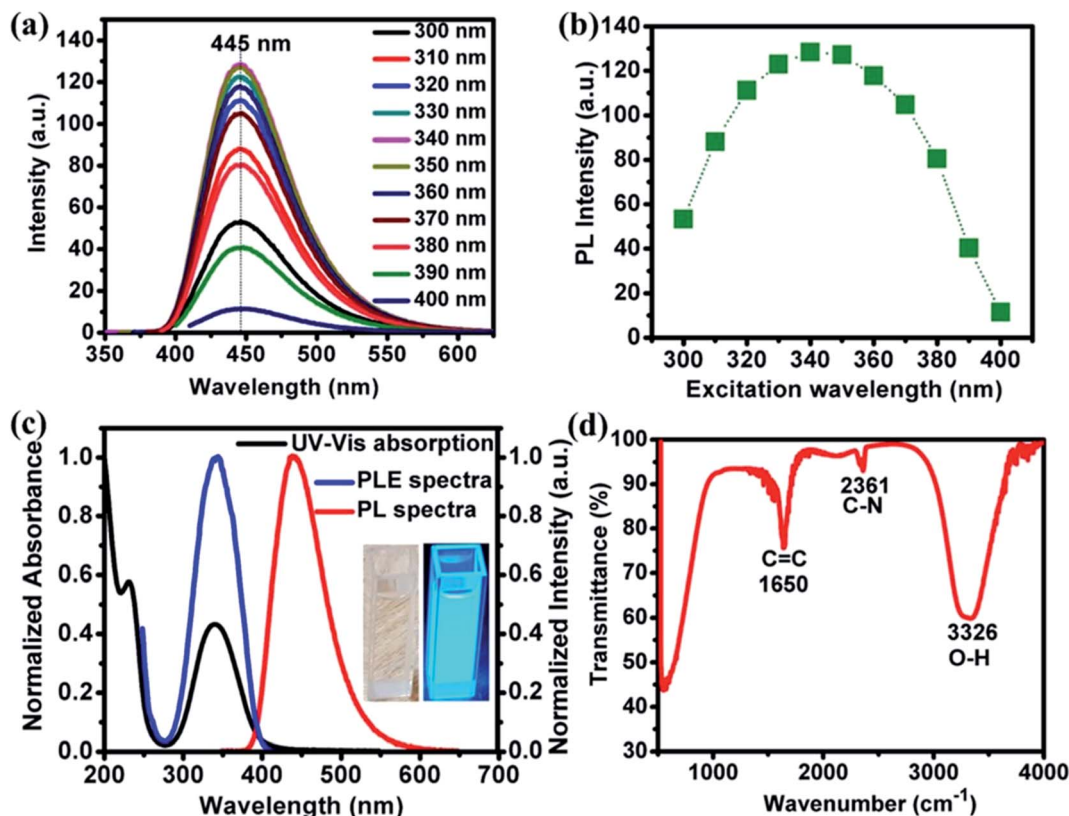 (a)
140
120
100
80
60
40
20
0
Intensity (a.u.)
445 nm
300 nm
310 nm
320 nm
330 nm
340 nm
350 nm
360 nm
370 nm
380 nm
390 nm
400 nm
350 400 450 500 550 600
Wavelength (nm)
(b)
140
120
100
80
60
40
20
0
PL Intensity (a.u.)
300 320 340 360 380 400
Excitation wavelength (nm)
(c)
1.0
0.8
0.6
0.4
0.2
0.0
Normalized Absorbance
UV-Vis absorption
PLE spectra
PL spectra
1.0
0.8
0.6
0.4
0.2
0.0
Normalized Intensity (a.u.)
200 300 400 500 600 700
Wavelength (nm)
(d)
100
90
80
70
60
50
40
30
Transmittance (%)
C=C
1650
2361
C-N
3326
O-H
1000 2000 3000 4000
Wavenumber (cm⁻¹)